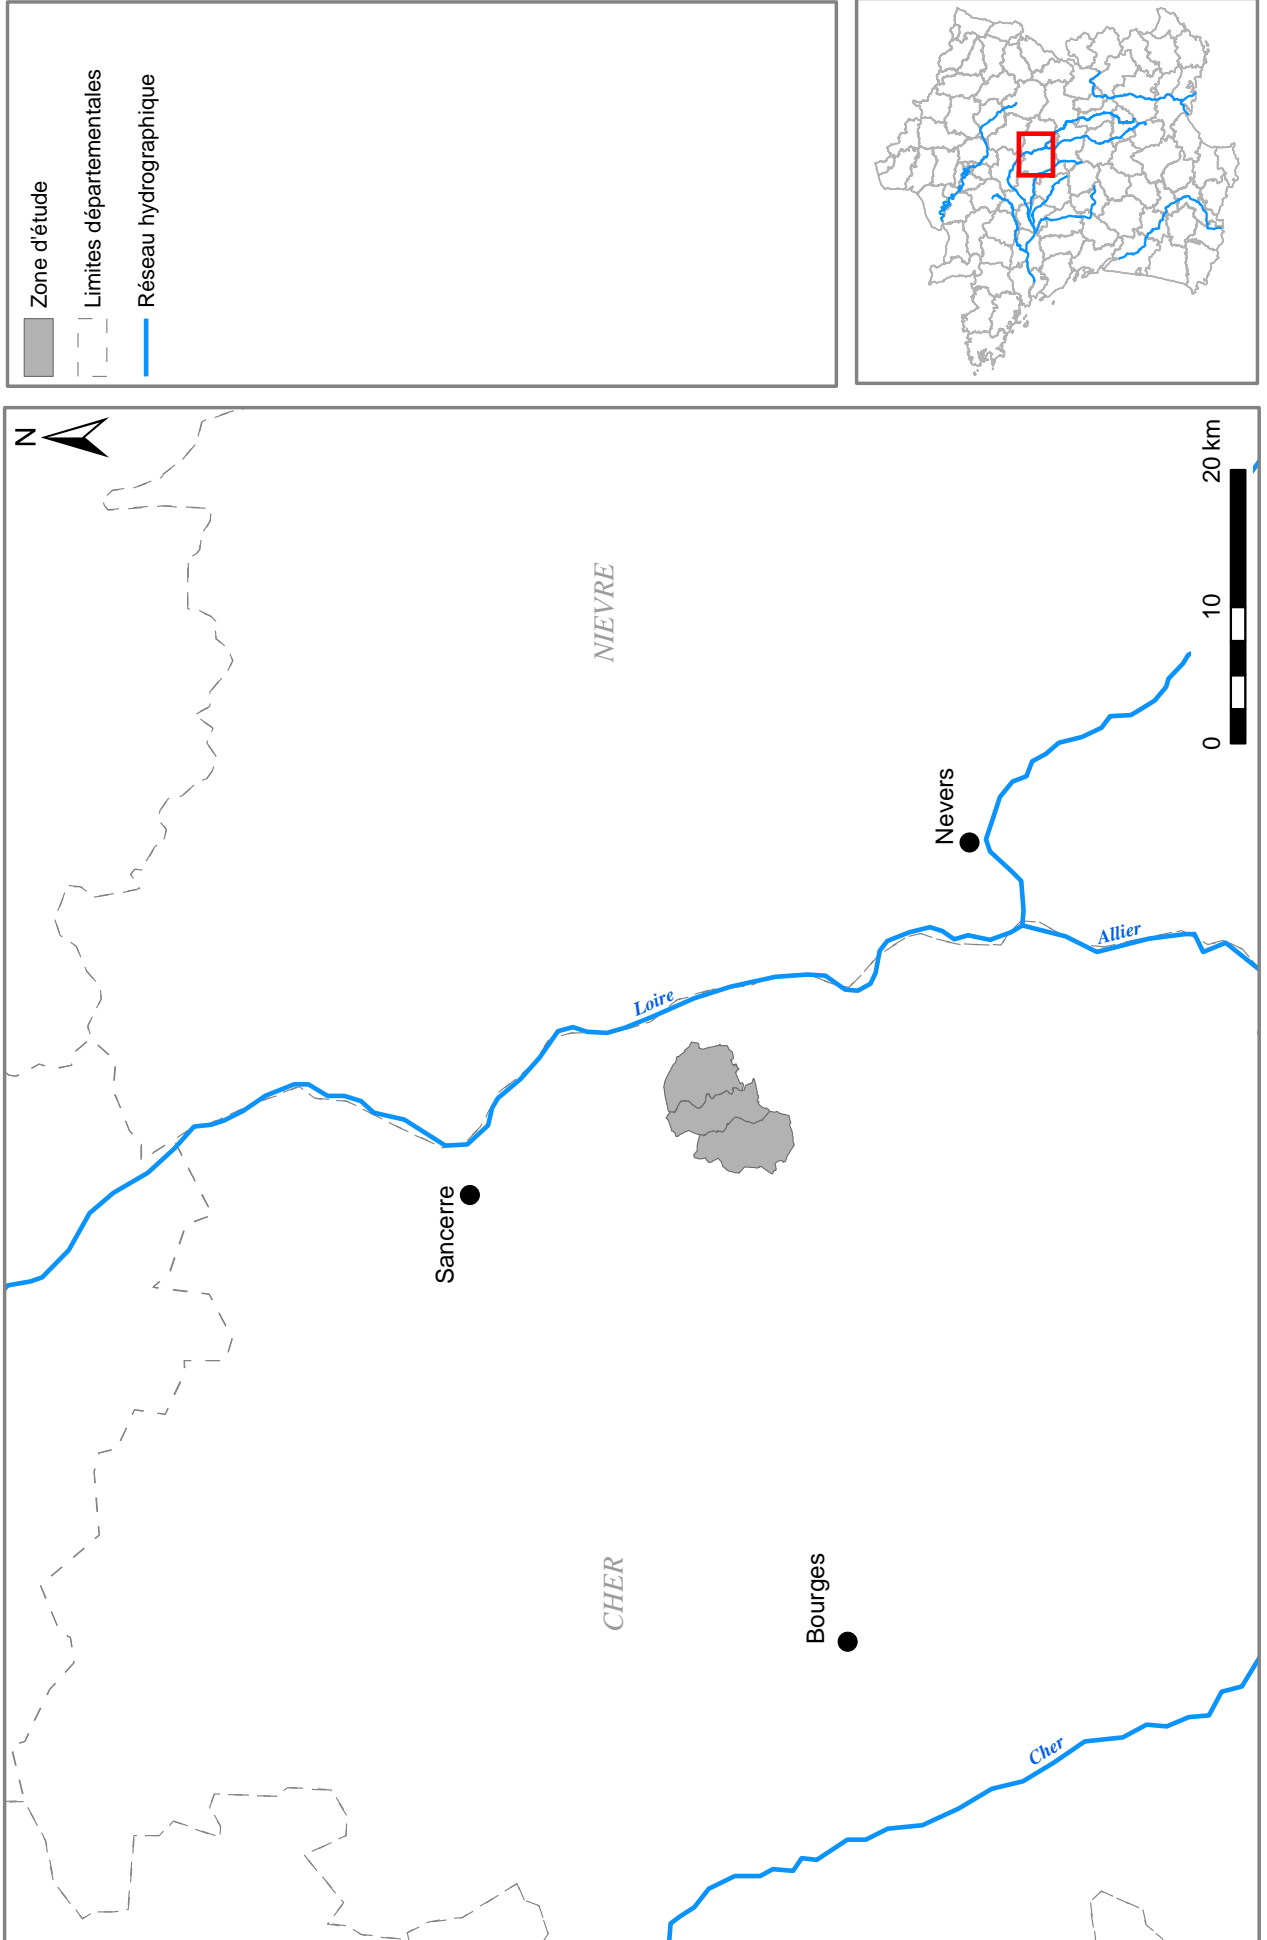 Zone d'étude
Limites départementales
Réseau hydrographique
N
NIEVRE
Loire
Sancerre
CHER
Nevers
Allier
Bourges
Cher
0 10 20 km